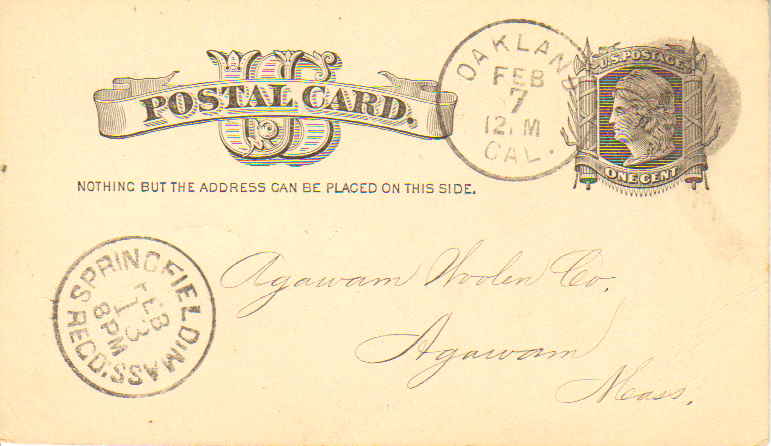 US
POSTAL CARD.
NOTHING BUT THE ADDRESS CAN BE PLACED ON THIS SIDE.
OAKLAND
FEB
7
12. M
CAL.
U.S. POSTAGE
ONE CENT
SPRINGFIELD, MASS.
FEB
13
8 PM
REC'D.
Agawam Woolen Co.
Agawam
Mass.